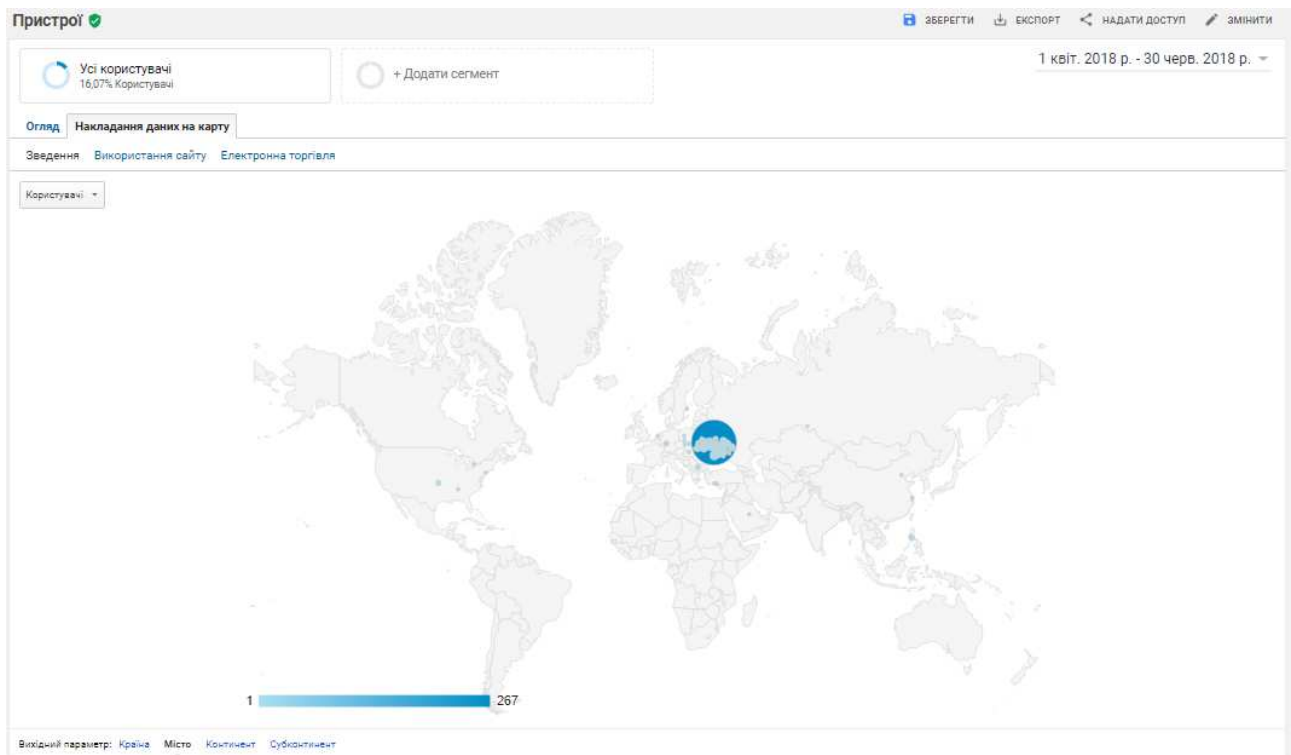 Пристрої
ЗБЕРЕГТИ ЕКСПОРТ НАДАТИ ДОСТУП ЗМІНИТИ
Усі користувачі
16,07% Користувачі
+ Додати сегмент
1 квіт. 2018 р. - 30 черв. 2018 р.
Огляд Накладання даних на карту
Зведення Використання сайту Електронна торгівля
Користувачі
1 267
Вихідний параметр: Країна Місто Континент Субконтинент